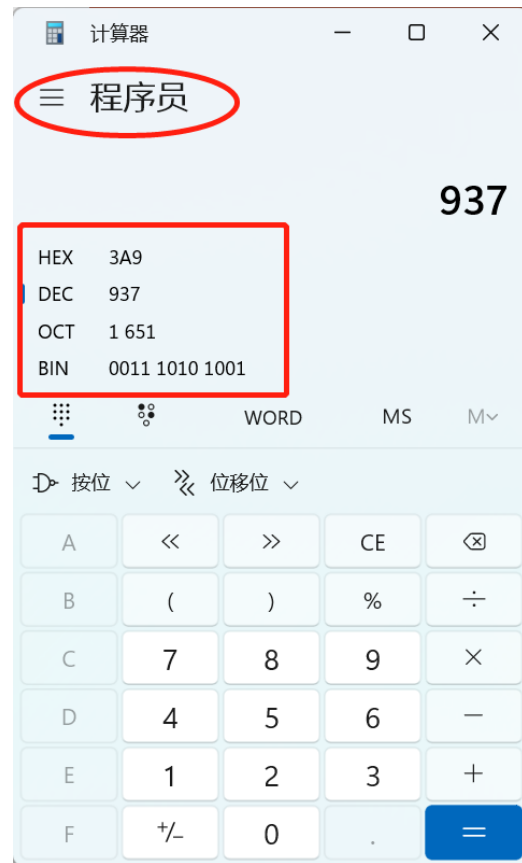 计算器
程序员
937
HEX 3A9
DEC 937
OCT 1 651
BIN 0011 1010 1001
WORD MS M
按位 位移位
A << >> CE
B ( ) % ÷
C 7 8 9 ×
D 4 5 6 −
E 1 2 3 +
F +/− 0 . =